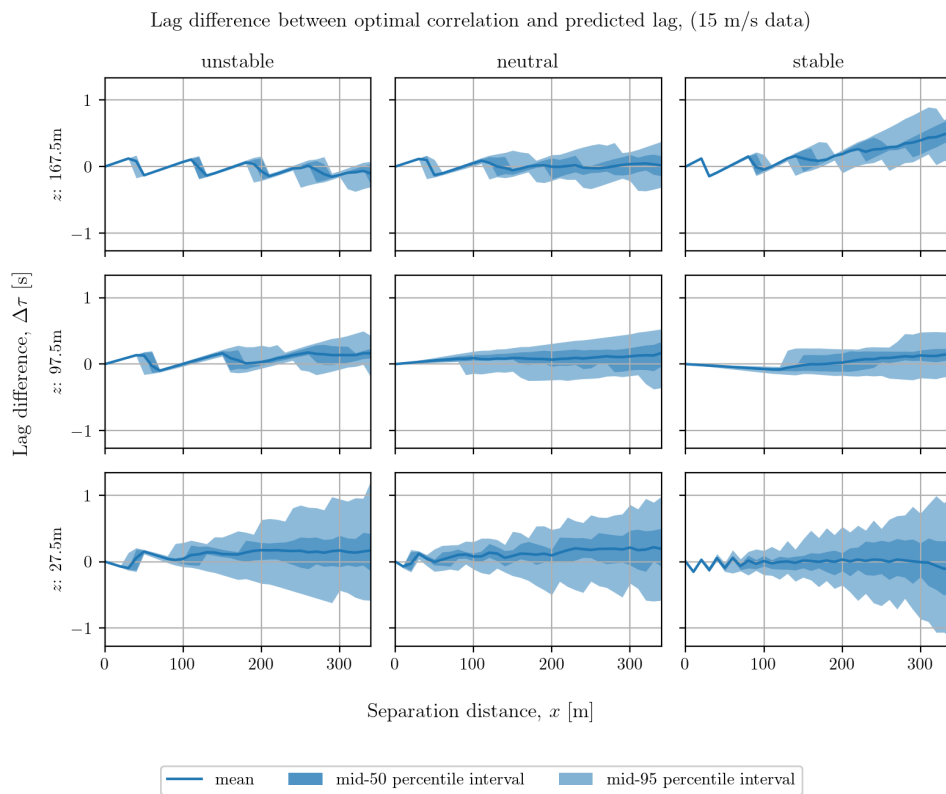 Lag difference between optimal correlation and predicted lag, (15 m/s data)
unstable neutral stable
z: 167.5m
1
0
−1
z: 97.5m
1
0
−1
z: 27.5m
1
0
−1
Lag difference, Δτ [s]
0 100 200 300 0 100 200 300 0 100 200 300
Separation distance, x [m]
mean mid-50 percentile interval mid-95 percentile interval